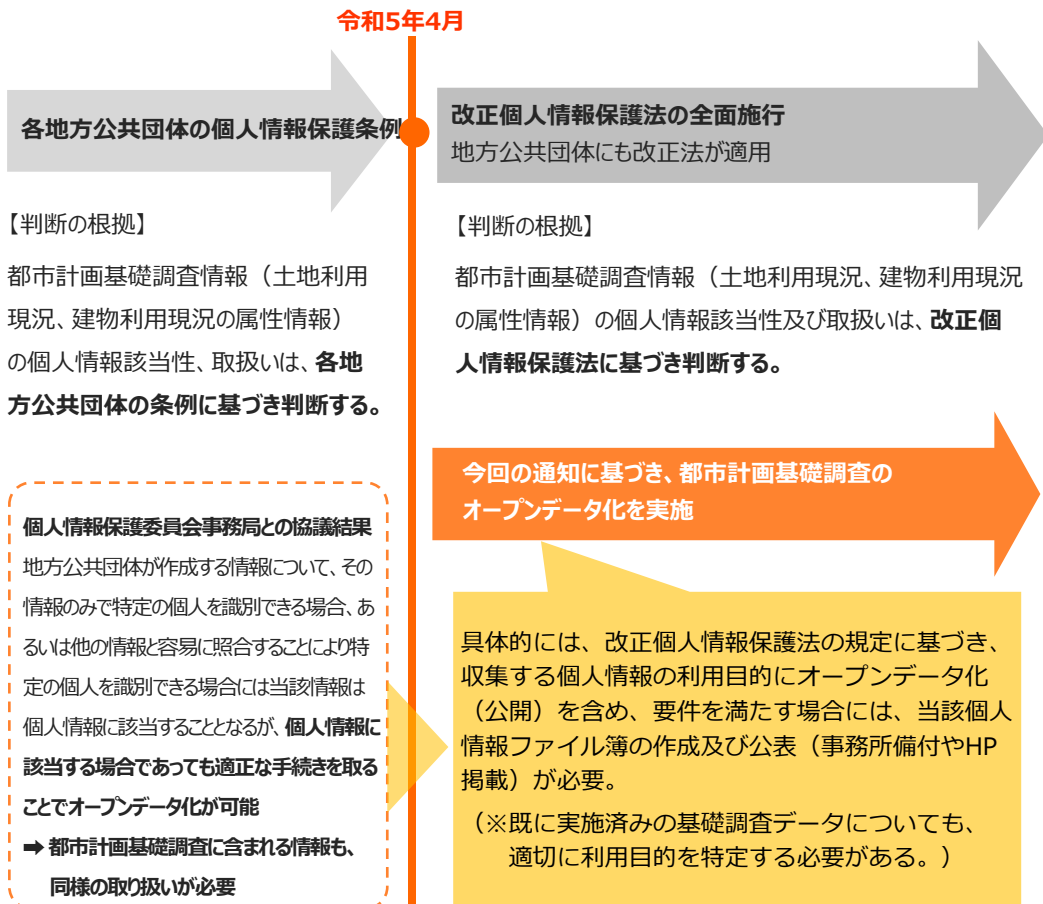 令和5年4月
各地方公共団体の個人情報保護条例
改正個人情報保護法の全面施行
地方公共団体にも改正法が適用
【判断の根拠】
都市計画基礎調査情報（土地利用
現況、建物利用現況の属性情報）
の個人情報該当性、取扱いは、各地
方公共団体の条例に基づき判断する。
【判断の根拠】
都市計画基礎調査情報（土地利用現況、建物利用現況
の属性情報）の個人情報該当性及び取扱いは、改正個
人情報保護法に基づき判断する。
今回の通知に基づき、都市計画基礎調査の
オープンデータ化を実施
個人情報保護委員会事務局との協議結果
地方公共団体が作成する情報について、その
情報のみで特定の個人を識別できる場合、あ
るいは他の情報と容易に照合することにより特
定の個人を識別できる場合には当該情報は
個人情報に該当することとなるが、個人情報に
該当する場合であっても適正な手続きを取る
ことでオープンデータ化が可能
➡ 都市計画基礎調査に含まれる情報も、
同様の取り扱いが必要
具体的には、改正個人情報保護法の規定に基づき、
収集する個人情報の利用目的にオープンデータ化
（公開）を含め、要件を満たす場合には、当該個人
情報ファイル簿の作成及び公表（事務所備付やHP
掲載）が必要。
（※既に実施済みの基礎調査データについても、
適切に利用目的を特定する必要がある。）